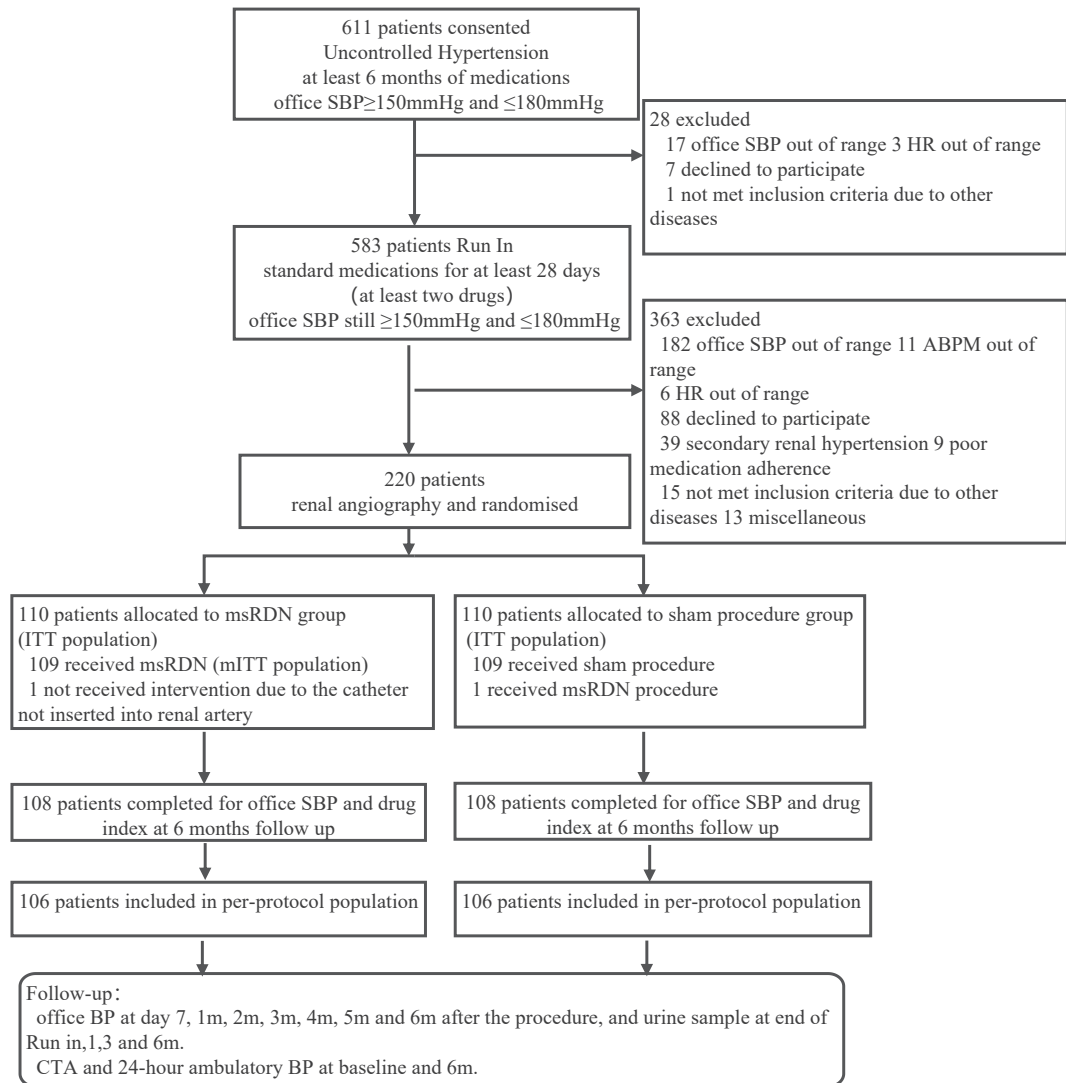 611 patients consented
Uncontrolled Hypertension
at least 6 months of medications
office SBP≥150mmHg and ≤180mmHg
28 excluded
17 office SBP out of range 3 HR out of range
7 declined to participate
1 not met inclusion criteria due to other
diseases
583 patients Run In
standard medications for at least 28 days
(at least two drugs)
office SBP still ≥150mmHg and ≤180mmHg
363 excluded
182 office SBP out of range 11 ABPM out of
range
6 HR out of range
88 declined to participate
39 secondary renal hypertension 9 poor
medication adherence
15 not met inclusion criteria due to other
diseases 13 miscellaneous
220 patients
renal angiography and randomised
110 patients allocated to msRDN group
(ITT population)
109 received msRDN (mITT population)
1 not received intervention due to the catheter
not inserted into renal artery
110 patients allocated to sham procedure group
(ITT population)
109 received sham procedure
1 received msRDN procedure
108 patients completed for office SBP and drug
index at 6 months follow up
108 patients completed for office SBP and drug
index at 6 months follow up
106 patients included in per-protocol population
106 patients included in per-protocol population
Follow-up：
office BP at day 7, 1m, 2m, 3m, 4m, 5m and 6m after the procedure, and urine sample at end of
Run in,1,3 and 6m.
CTA and 24-hour ambulatory BP at baseline and 6m.